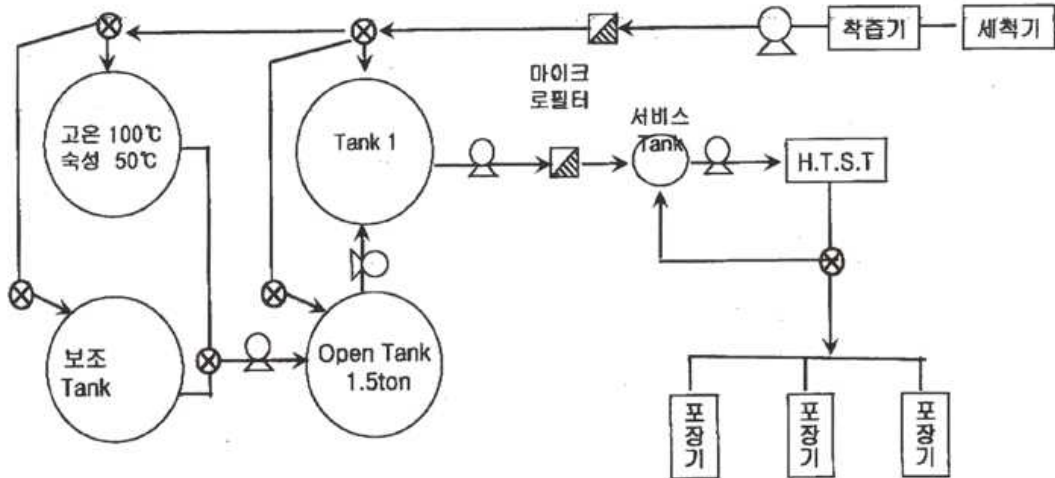 착즙기
세척기
마이크
로필터
고온 100℃
숙성 50℃
Tank 1
서비스
Tank
H.T.S.T
보조
Tank
Open Tank
1.5ton
포장기
포장기
포장기